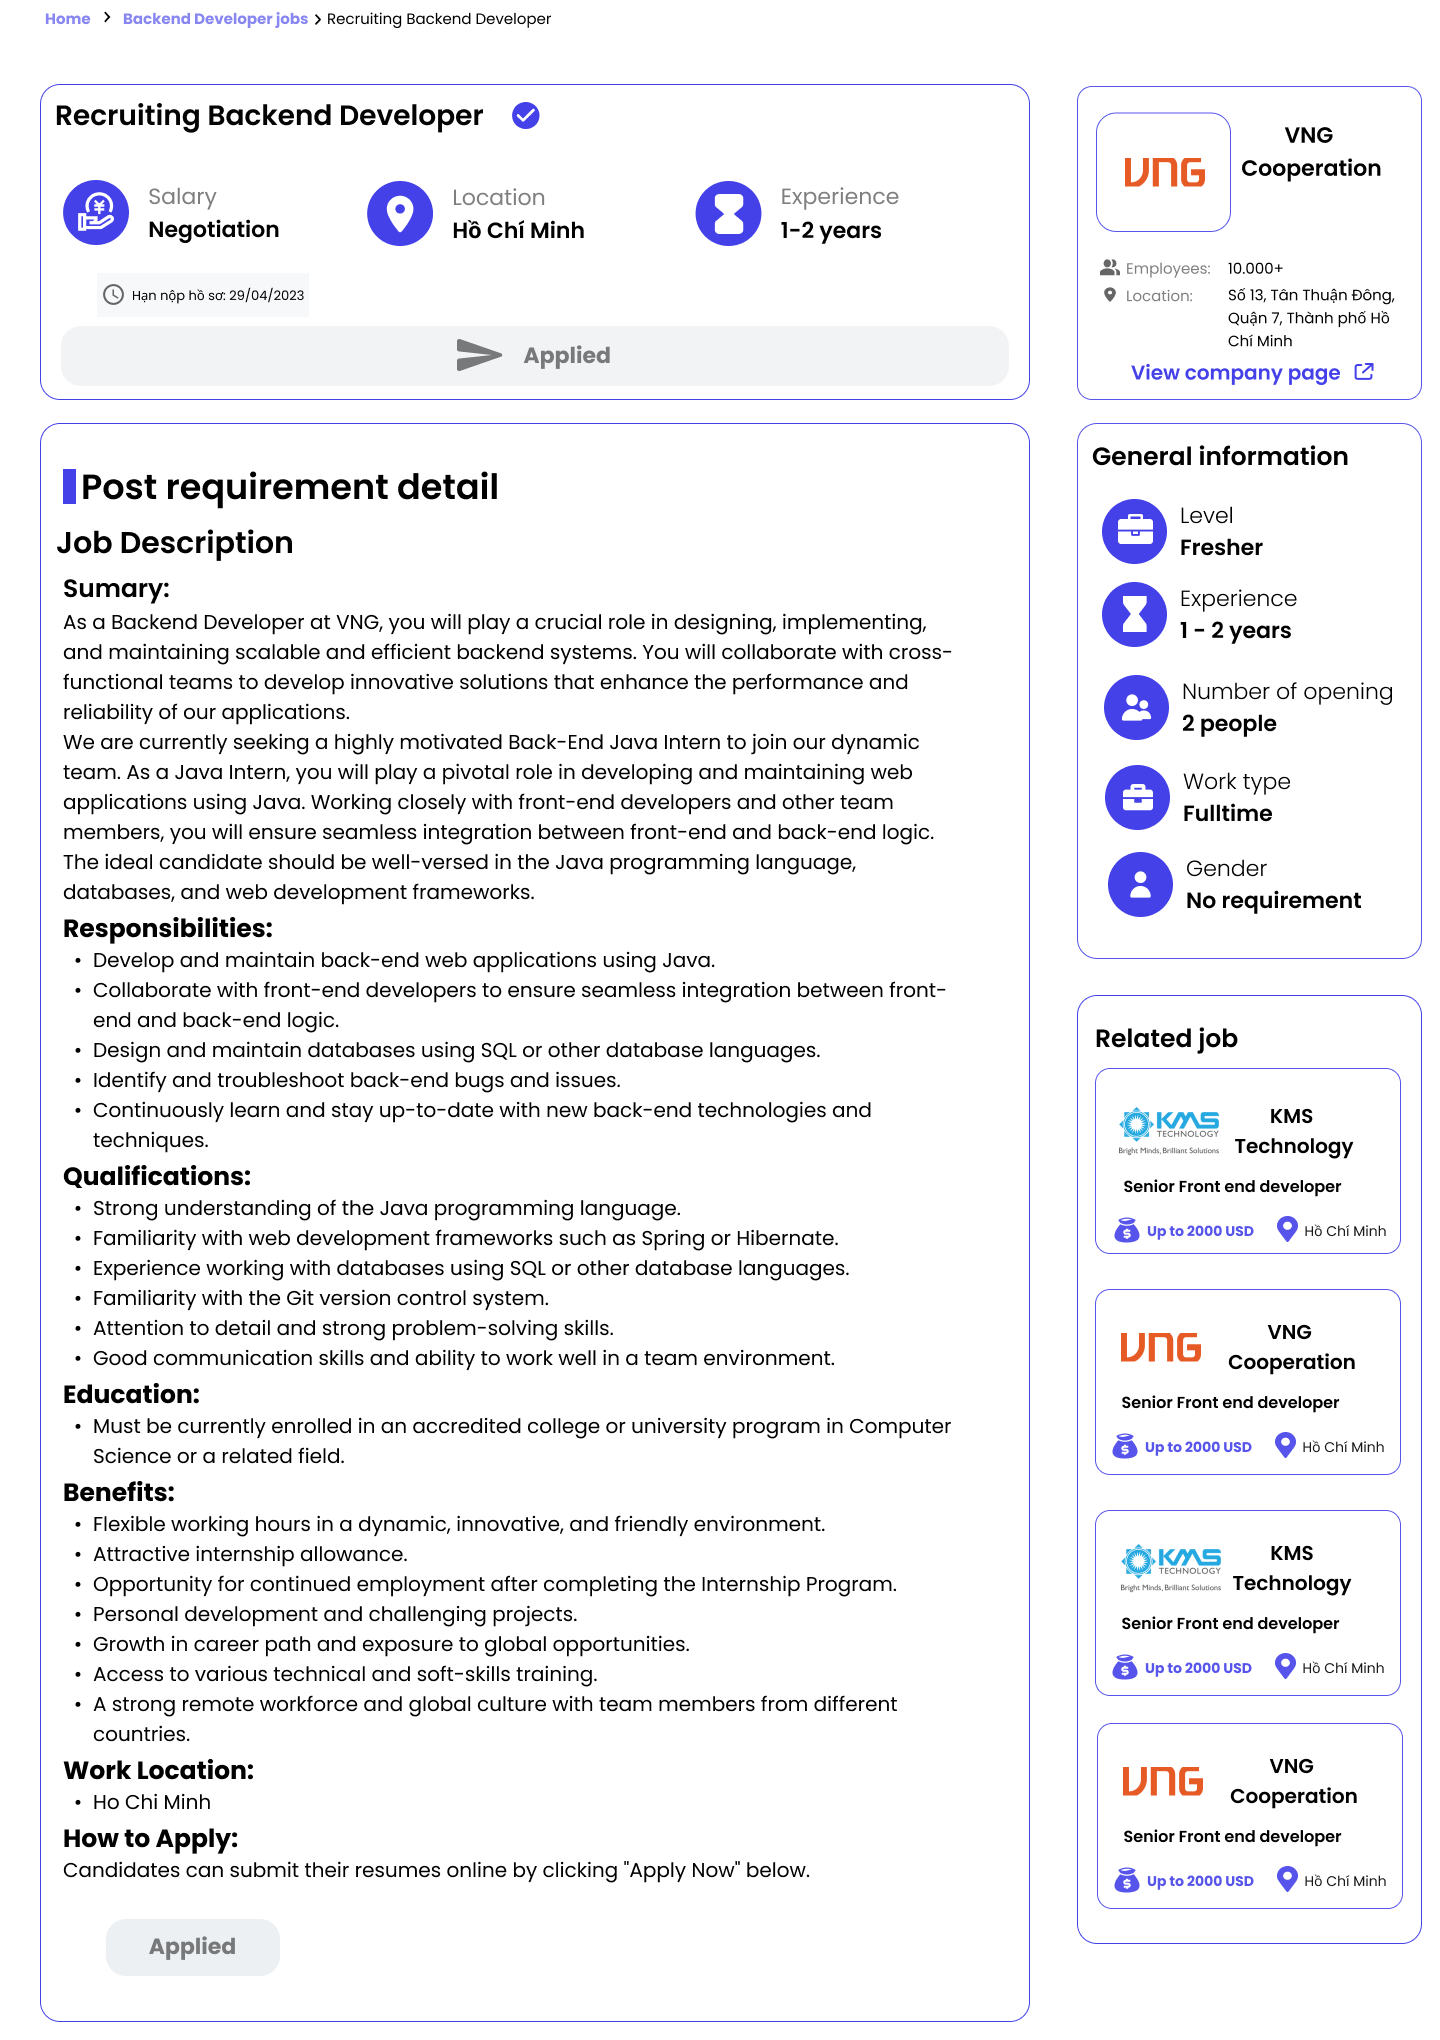 Home > Backend Developer jobs > Recruiting Backend Developer
Recruiting Backend Developer
Salary
Negotiation
Location
Hồ Chí Minh
Experience
1-2 years
Hạn nộp hồ sơ: 29/04/2023
Applied
VNG
VNG
Cooperation
Employees: 10.000+
Location: Số 13, Tân Thuận Đông,
Quận 7, Thành phố Hồ
Chí Minh
View company page
Post requirement detail
Job Description
Sumary:
As a Backend Developer at VNG, you will play a crucial role in designing, implementing,
and maintaining scalable and efficient backend systems. You will collaborate with cross-
functional teams to develop innovative solutions that enhance the performance and
reliability of our applications.
We are currently seeking a highly motivated Back-End Java Intern to join our dynamic
team. As a Java Intern, you will play a pivotal role in developing and maintaining web
applications using Java. Working closely with front-end developers and other team
members, you will ensure seamless integration between front-end and back-end logic.
The ideal candidate should be well-versed in the Java programming language,
databases, and web development frameworks.
Responsibilities:
• Develop and maintain back-end web applications using Java.
• Collaborate with front-end developers to ensure seamless integration between front-
end and back-end logic.
• Design and maintain databases using SQL or other database languages.
• Identify and troubleshoot back-end bugs and issues.
• Continuously learn and stay up-to-date with new back-end technologies and
techniques.
Qualifications:
• Strong understanding of the Java programming language.
• Familiarity with web development frameworks such as Spring or Hibernate.
• Experience working with databases using SQL or other database languages.
• Familiarity with the Git version control system.
• Attention to detail and strong problem-solving skills.
• Good communication skills and ability to work well in a team environment.
Education:
• Must be currently enrolled in an accredited college or university program in Computer
Science or a related field.
Benefits:
• Flexible working hours in a dynamic, innovative, and friendly environment.
• Attractive internship allowance.
• Opportunity for continued employment after completing the Internship Program.
• Personal development and challenging projects.
• Growth in career path and exposure to global opportunities.
• Access to various technical and soft-skills training.
• A strong remote workforce and global culture with team members from different
countries.
Work Location:
• Ho Chi Minh
How to Apply:
Candidates can submit their resumes online by clicking "Apply Now" below.
Applied
General information
Level
Fresher
Experience
1 - 2 years
Number of opening
2 people
Work type
Fulltime
Gender
No requirement
Related job
KMS
TECHNOLOGY
Bright Minds, Brilliant Solutions
KMS
Technology
Senior Front end developer
Up to 2000 USD Hồ Chí Minh
VNG
VNG
Cooperation
Senior Front end developer
Up to 2000 USD Hồ Chí Minh
KMS
TECHNOLOGY
Bright Minds, Brilliant Solutions
KMS
Technology
Senior Front end developer
Up to 2000 USD Hồ Chí Minh
VNG
VNG
Cooperation
Senior Front end developer
Up to 2000 USD Hồ Chí Minh